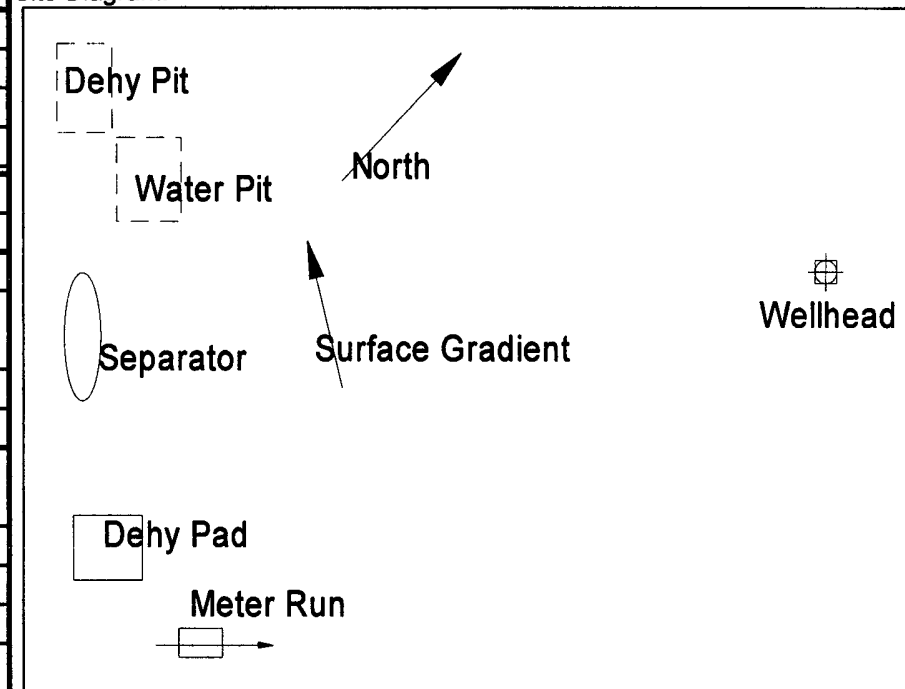 Dehy Pit
North
Water Pit
Wellhead
Surface Gradient
Separator
Dehy Pad
Meter Run